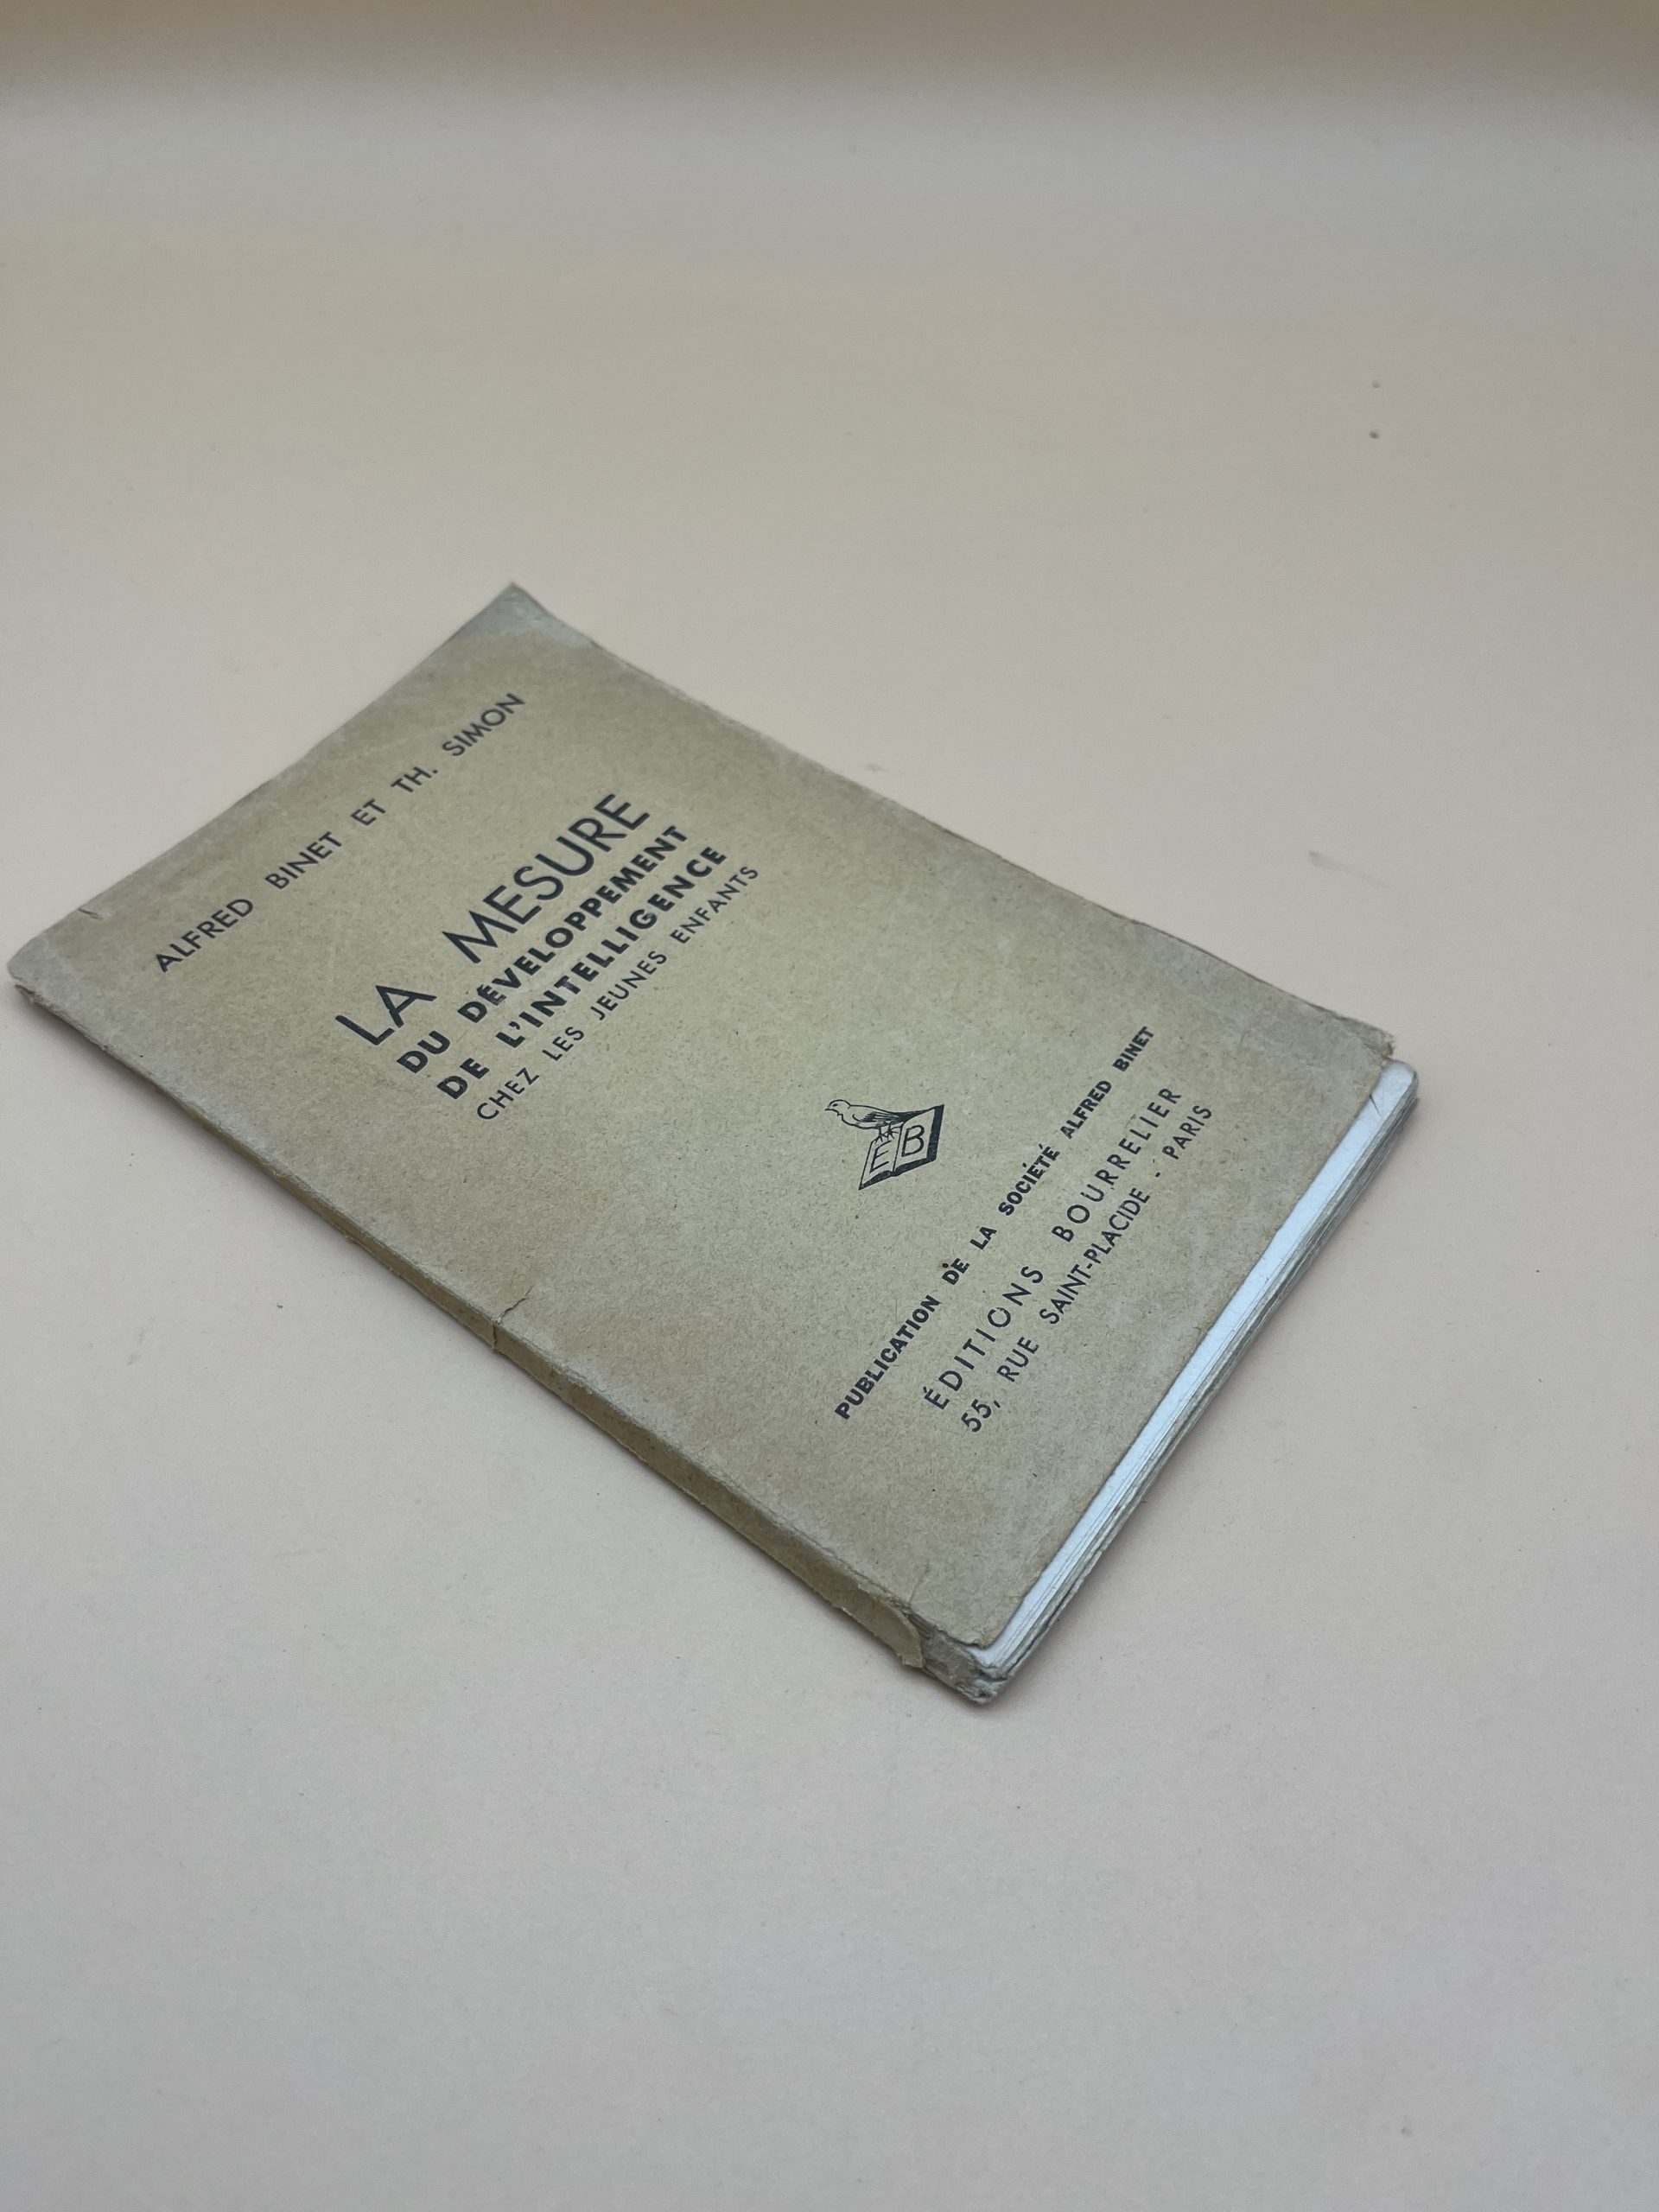 ALFRED BINET ET TH. SIMON
LA MESURE
DU DÉVELOPPEMENT
DE L'INTELLIGENCE
CHEZ LES JEUNES ENFANTS
EB
PUBLICATION DE LA SOCIÉTÉ ALFRED BINET
ÉDITIONS BOURRELIER
55, RUE SAINT-PLACIDE - PARIS